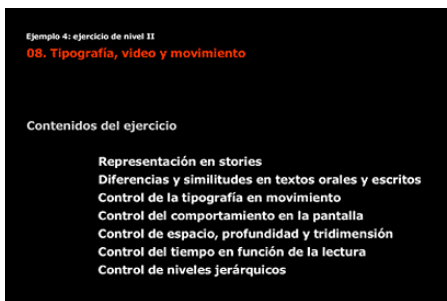 Ejemplo 4: ejercicio de nivel II
08. Tipografía, video y movimiento
Contenidos del ejercicio
Representación en stories
Diferencias y similitudes en textos orales y escritos
Control de la tipografía en movimiento
Control del comportamiento en la pantalla
Control de espacio, profundidad y tridimensión
Control del tiempo en función de la lectura
Control de niveles jerárquicos